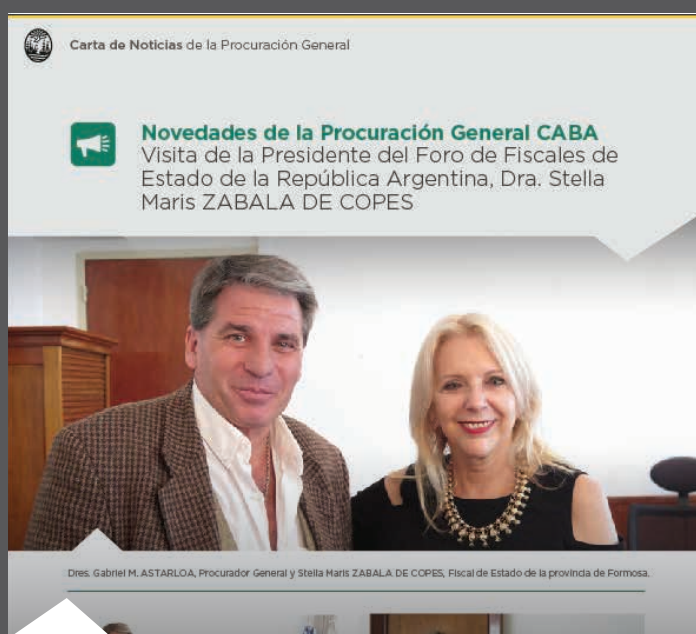 Carta de Noticias de la Procuración General
Novedades de la Procuración General CABA
Visita de la Presidente del Foro de Fiscales de
Estado de la República Argentina, Dra. Stella
Maris ZABALA DE COPES
Dres. Gabriel M. ASTARLOA, Procurador General y Stella Maris ZABALA DE COPES, Fiscal de Estado de la provincia de Formosa.